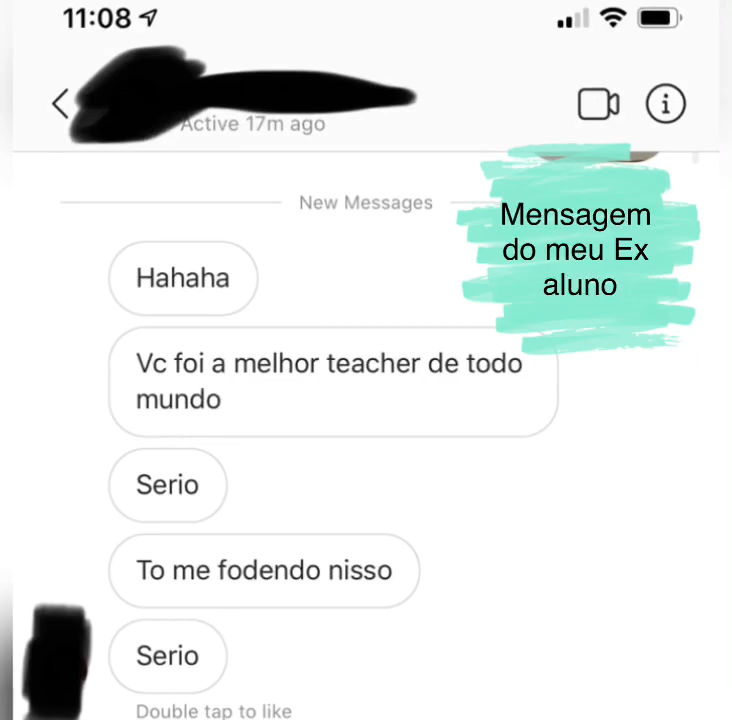 11:08
Active 17m ago
New Messages
Mensagem
do meu Ex
aluno
Hahaha
Vc foi a melhor teacher de todo
mundo
Serio
To me fodendo nisso
Serio
Double tap to like